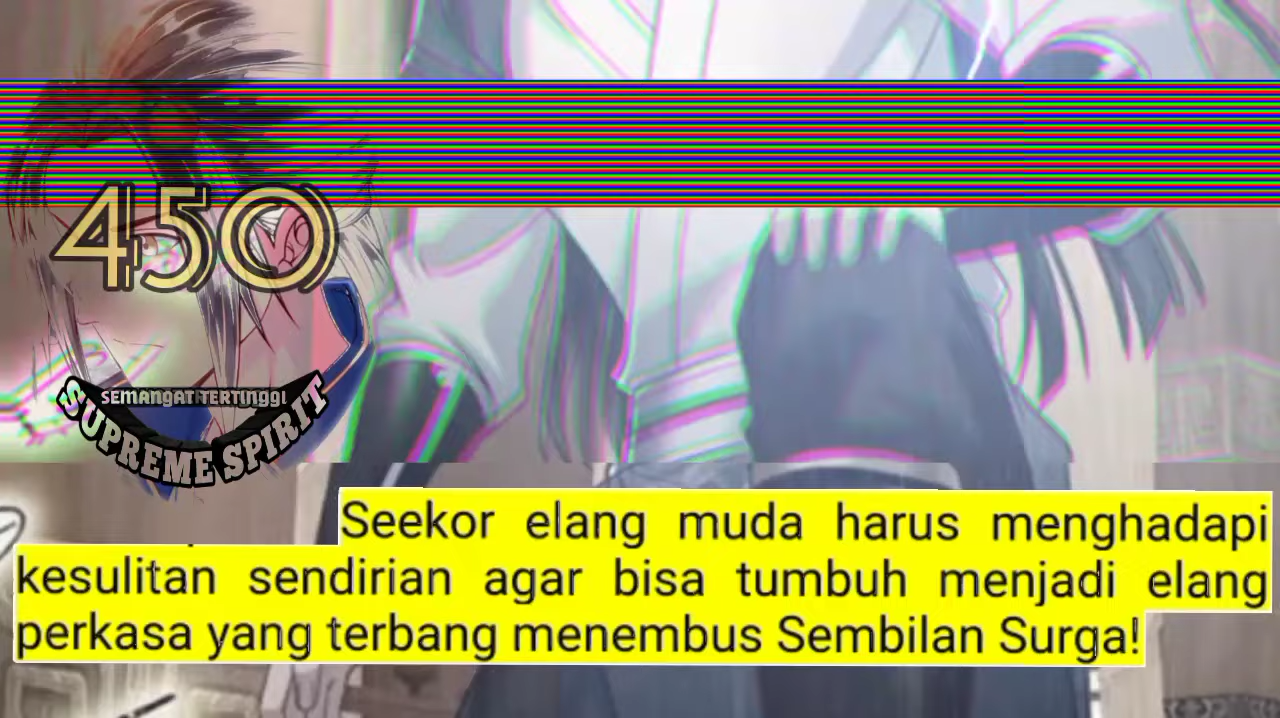 450
SEMANGAT TERTINGGI
SUPREME SPIRIT
Seekor elang muda harus menghadapi
kesulitan sendirian agar bisa tumbuh menjadi elang
perkasa yang terbang menembus Sembilan Surga!